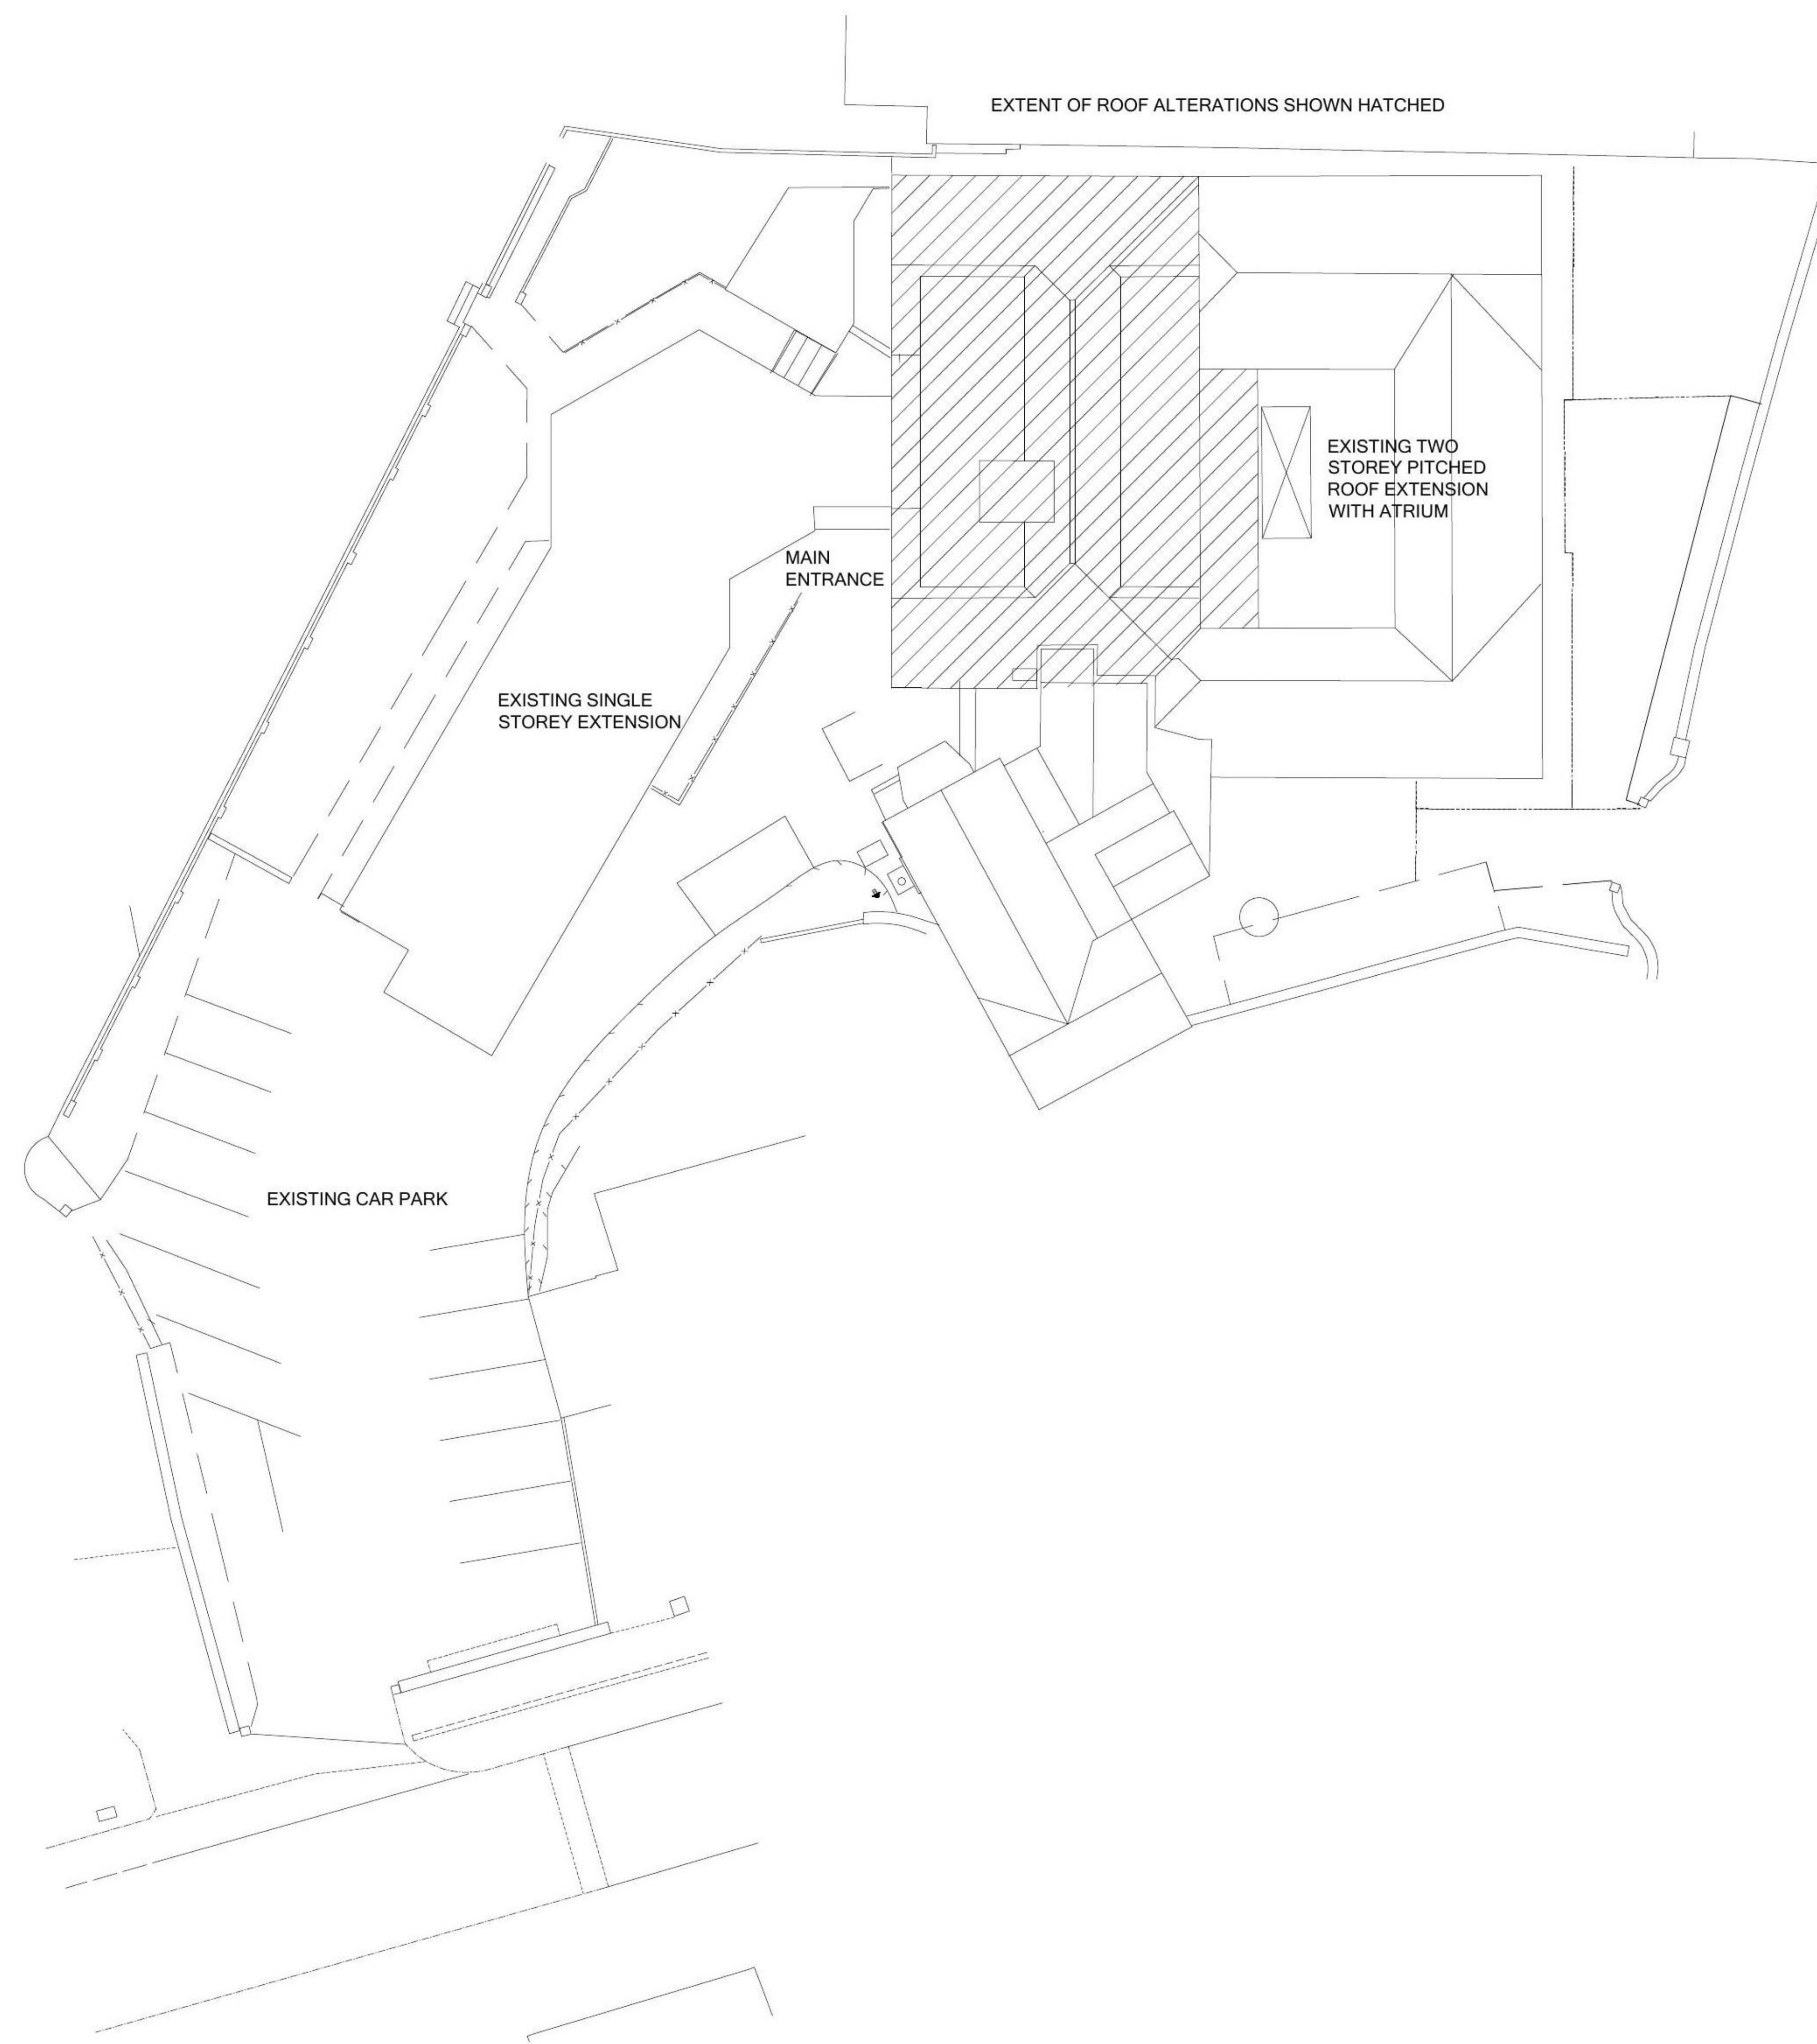 EXTENT OF ROOF ALTERATIONS SHOWN HATCHED
EXISTING TWO
STOREY PITCHED
ROOF EXTENSION
WITH ATRIUM
MAIN
ENTRANCE
EXISTING SINGLE
STOREY EXTENSION
EXISTING CAR PARK